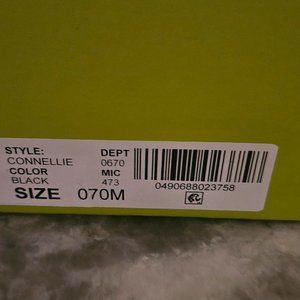 STYLE: DEPT
CONNELLIE 0670
COLOR MIC
BLACK 473
0490688023758
SIZE 070M